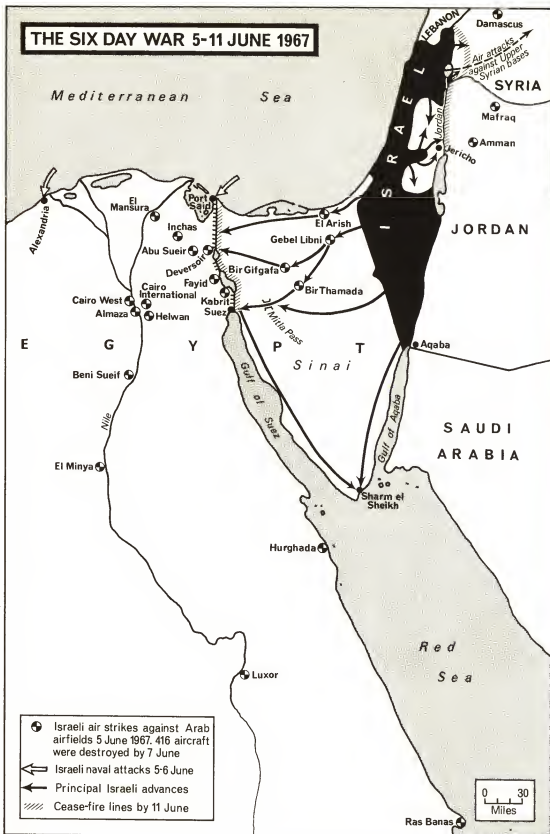 THE SIX DAY WAR 5-11 JUNE 1967
LEBANON
Damascus
Air attacks
against Upper
Syrian bases
SYRIA
Mediterranean Sea
ISRAEL
Jordan
Mafraq
Amman
Jericho
JORDAN
Alexandria
El
Mansura
Port
Said
Inchas
Abu Sueir
Deversoir
El Arish
Gebel Libni
Bir Gifgafa
Bir Thamada
Fayid
Kabrit
Suez
Mitla Pass
Cairo West
Cairo
International
Almaza
Helwan
EGYPT
Sinai
Aqaba
Beni Sueif
Nile
Gulf of Suez
Gulf of Aqaba
SAUDI
ARABIA
El Minya
Sharm el
Sheikh
Hurghada
Red
Sea
Luxor
Israeli air strikes against Arab
airfields 5 June 1967. 416 aircraft
were destroyed by 7 June
Israeli naval attacks 5-6 June
Principal Israeli advances
Cease-fire lines by 11 June
0 30
Miles
Ras Banas